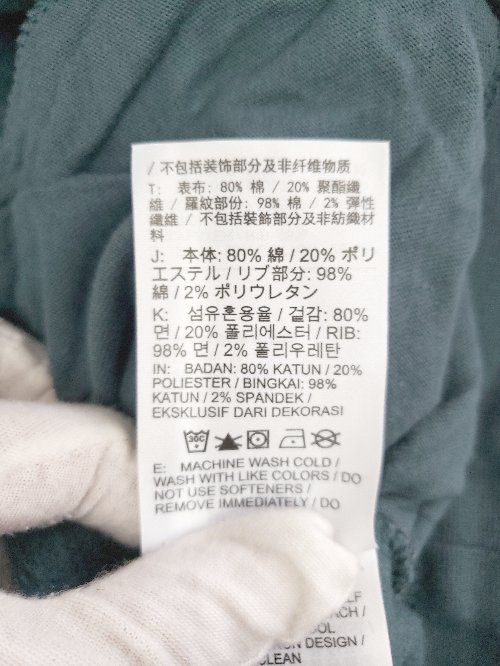 / 不包括装饰部分及非纤维物质
T: 表布: 80% 棉 / 20% 聚酯纖
維 / 羅紋部份: 98% 棉 / 2% 彈性
纖維 / 不包括裝飾部分及非紡織材
料
J: 本体: 80% 綿 / 20% ポリ
エステル / リブ部分: 98%
綿 / 2% ポリウレタン
K: 섬유혼용율 / 겉감: 80%
면 / 20% 폴리에스터 / RIB:
98% 면 / 2% 폴리우레탄
IN: BADAN: 80% KATUN / 20%
POLIESTER / BINGKAI: 98%
KATUN / 2% SPANDEK /
EKSKLUSIF DARI DEKORASI
30C
E: MACHINE WASH COLD /
WASH WITH LIKE COLORS / DO
NOT USE SOFTENERS /
REMOVE IMMEDIATELY / DO
DESIGN /